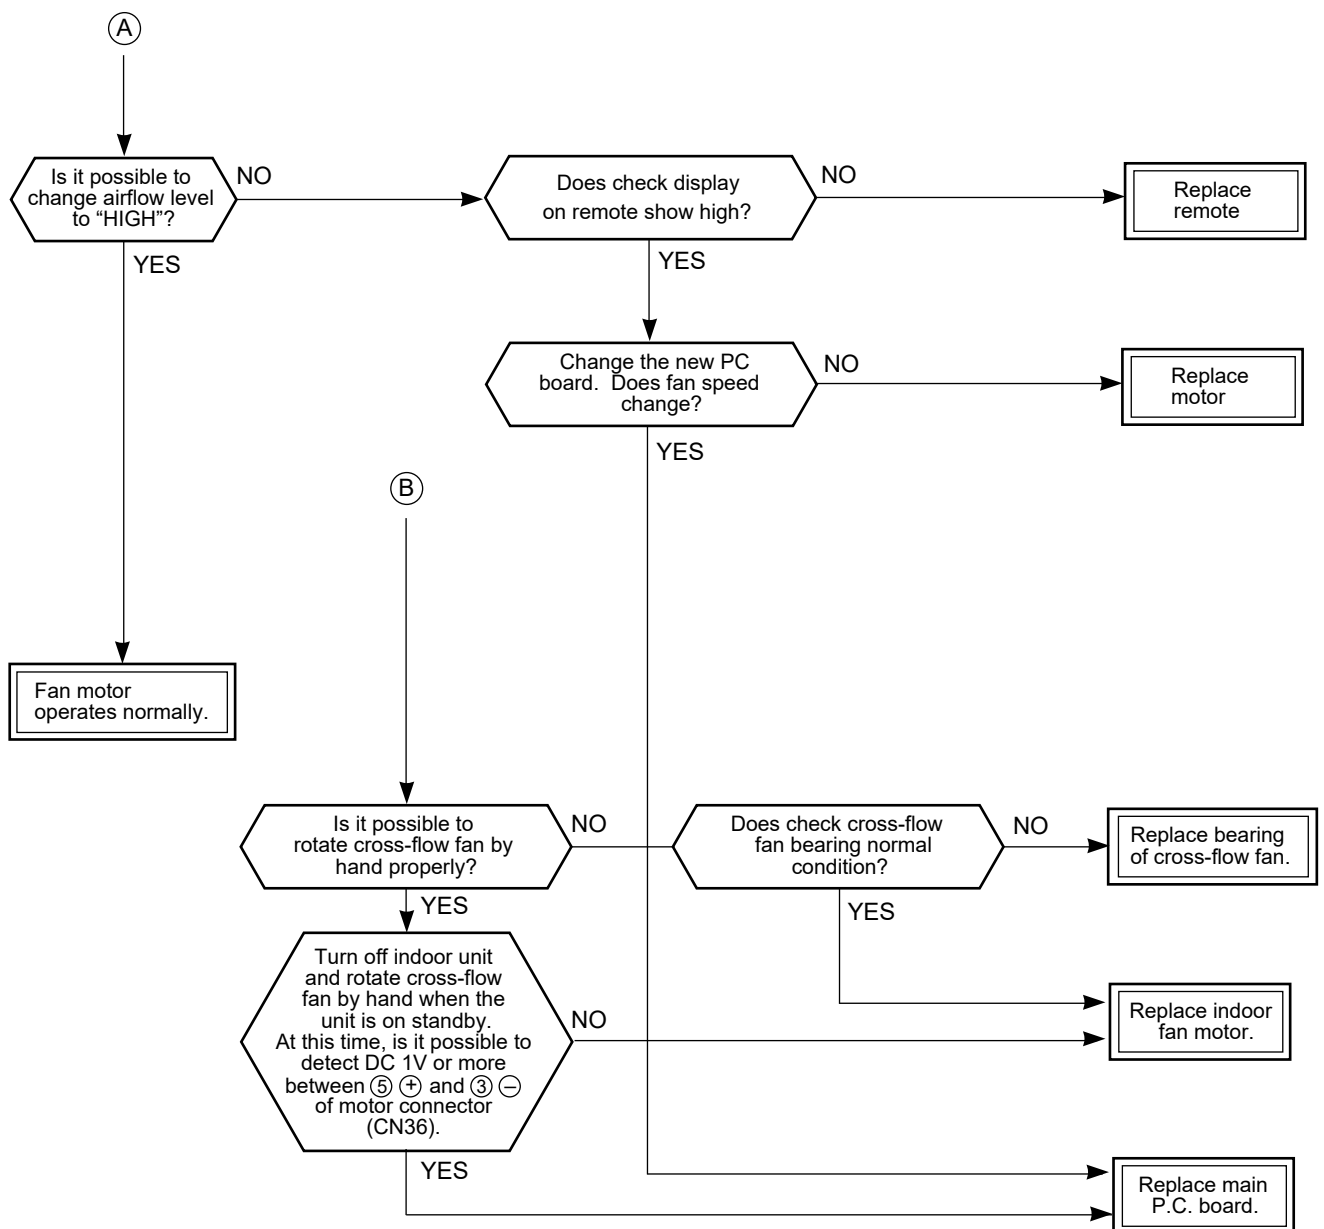 A
Is it possible to
change airflow level
to “HIGH”?
NO
YES
Does check display
on remote show high?
NO
YES
Replace
remote
Change the new PC
board.  Does fan speed
change?
NO
YES
Replace
motor
B
Fan motor
operates normally.
Is it possible to
rotate cross-flow fan by
hand properly?
NO
YES
Does check cross-flow
fan bearing normal
condition?
NO
YES
Replace bearing
of cross-flow fan.
Turn off indoor unit
and rotate cross-flow
fan by hand when the
unit is on standby.
At this time, is it possible to
detect DC 1V or more
between ⑤ ⊕ and ③ ⊖
of motor connector
(CN36).
NO
YES
Replace indoor
fan motor.
Replace main
P.C. board.